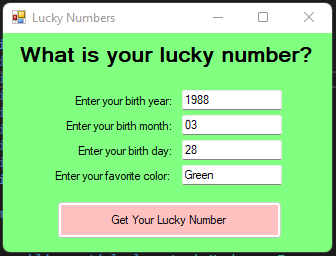 Lucky Numbers
What is your lucky number?
Enter your birth year: 1988
Enter your birth month: 03
Enter your birth day: 28
Enter your favorite color: Green
Get Your Lucky Number